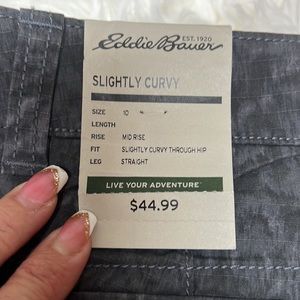 Eddie Bauer
EST. 1920
SLIGHTLY CURVY
SIZE 10
LENGTH
RISE MID RISE
FIT SLIGHTLY CURVY THROUGH HIP
LEG STRAIGHT
LIVE YOUR ADVENTURE
$44.99